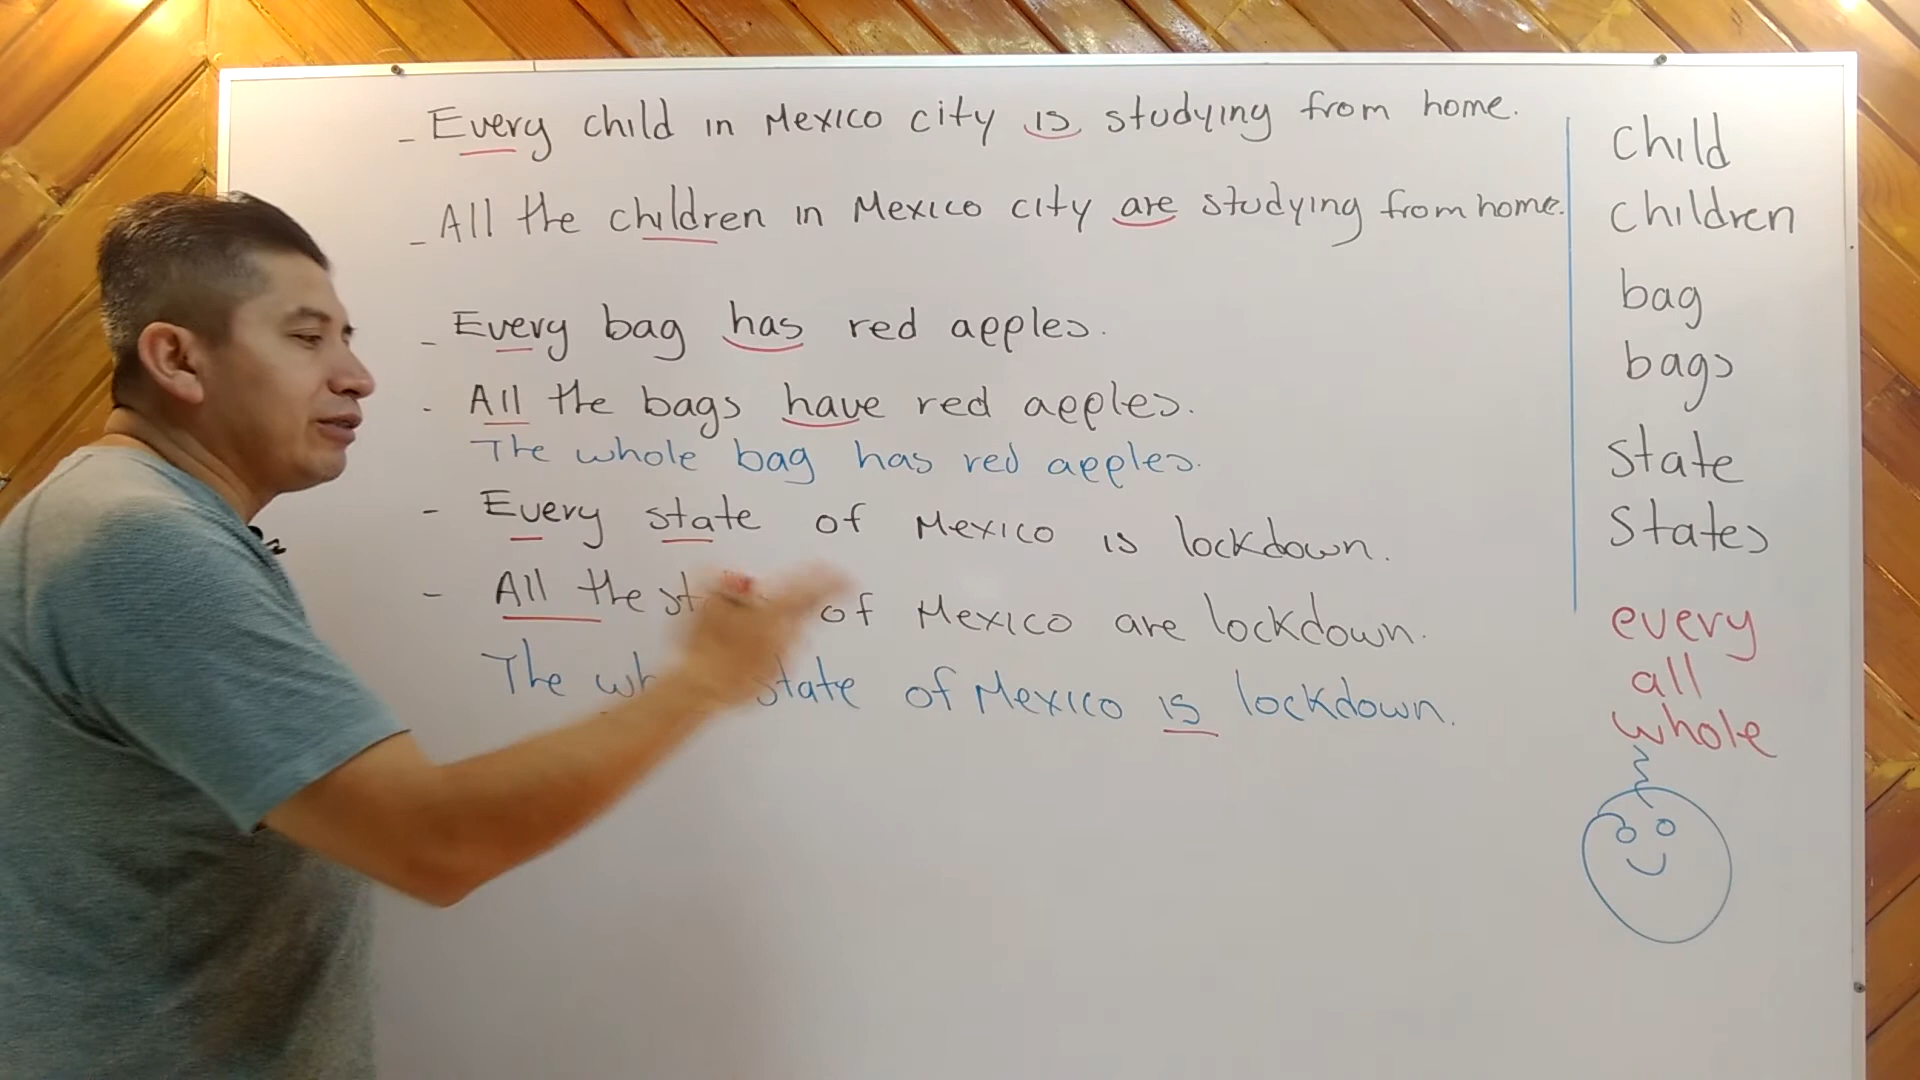 - Every child in Mexico city is studying from home.
- All the children in Mexico city are studying from home.
- Every bag has red apples.
- All the bags have red apples.
The whole bag has red apples.
- Every state of Mexico is lockdown.
- All the of Mexico are lockdown.
The state of Mexico is lockdown.
child
children
bag
bags
state
states
every
all
whole